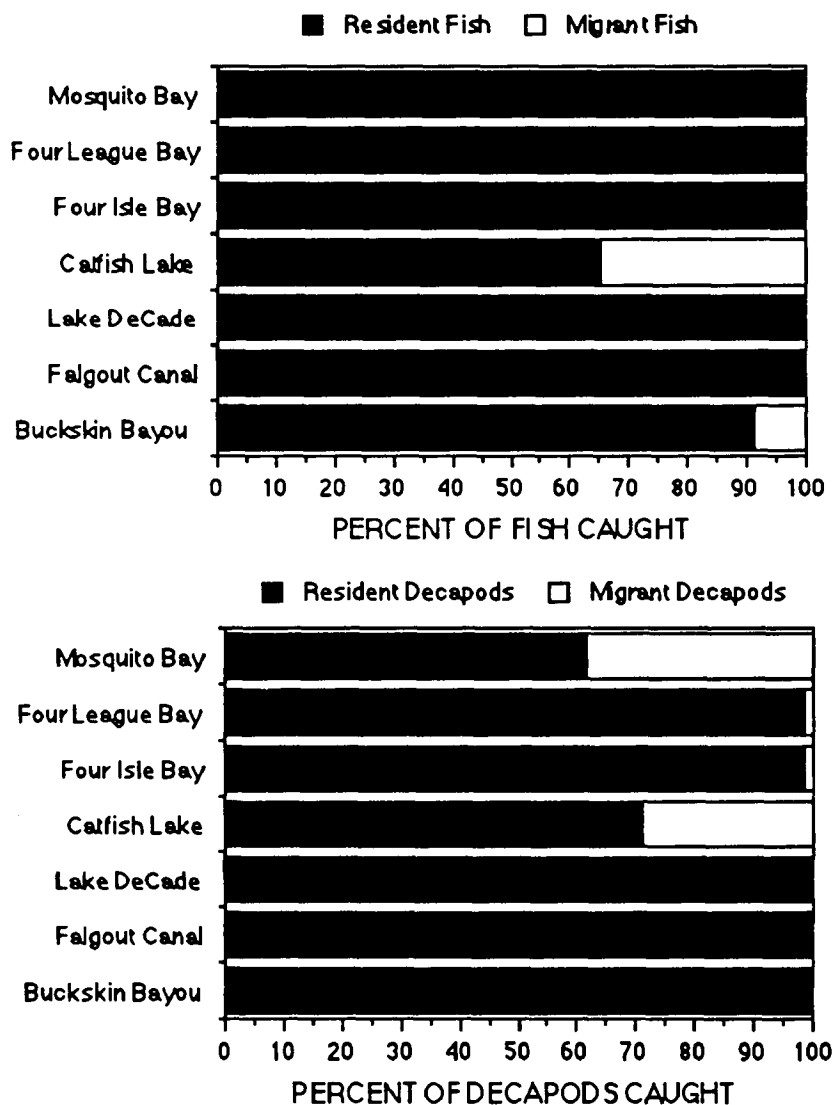 Resident Fish Migrant Fish
Mosquito Bay
Four League Bay
Four Isle Bay
Catfish Lake
Lake DeCade
Falgout Canal
Buckskin Bayou
0 10 20 30 40 50 60 70 80 90 100
PERCENT OF FISH CAUGHT
Resident Decapods Migrant Decapods
Mosquito Bay
Four League Bay
Four Isle Bay
Catfish Lake
Lake DeCade
Falgout Canal
Buckskin Bayou
0 10 20 30 40 50 60 70 80 90 100
PERCENT OF DECAPODS CAUGHT